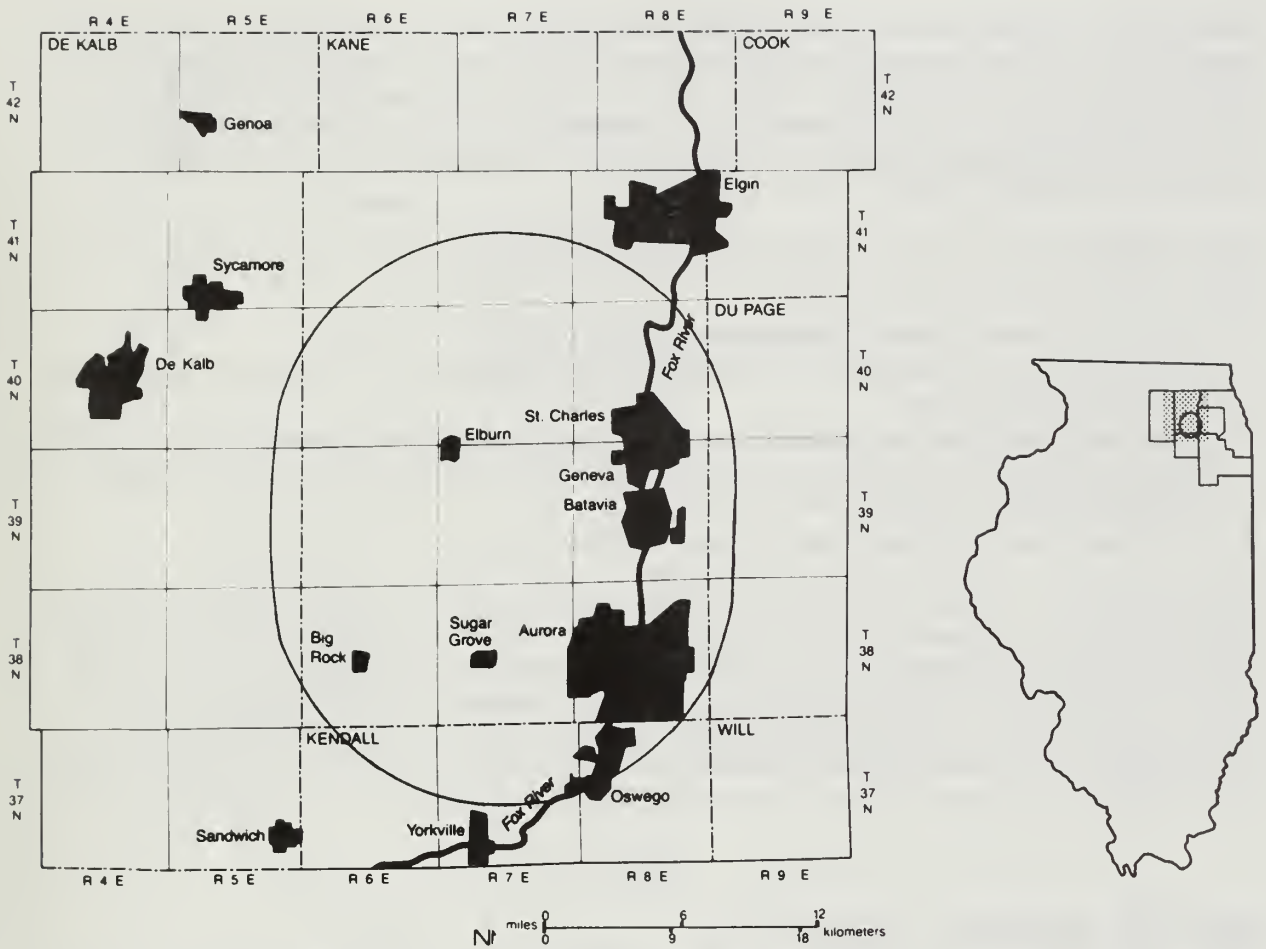 R 4 E R 5 E R 6 E R 7 E R 8 E R 9 E
DE KALB KANE COOK
T
42
N
T
42
N
Genoa
Elgin
T
41
N
T
41
N
Sycamore
DU PAGE
Fox River
De Kalb
T
40
N
T
40
N
St. Charles
Elburn
Geneva
Batavia
T
39
N
T
39
N
Big
Rock
Sugar
Grove
Aurora
T
38
N
T
38
N
KENDALL
WILL
T
37
N
T
37
N
Fox River
Oswego
Sandwich
Yorkville
R 4 E R 5 E R 6 E R 7 E R 8 E R 9 E
N
miles 0 6 12
0 9 18 kilometers